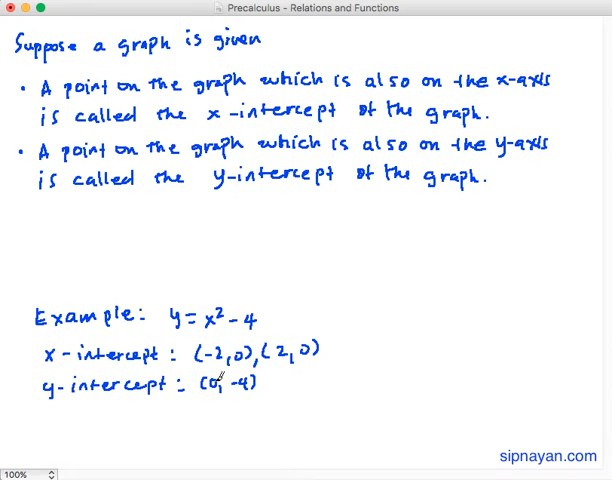 Precalculus - Relations and Functions
Suppose a graph is given
• A point on the graph which is also on the x-axis
is called the x-intercept of the graph.
• A point on the graph which is also on the y-axis
is called the y-intercept of the graph.
Example: y = x² - 4
x-intercept : (-2,0), (2,0)
y-intercept : (0, -4)
sipnayan.com
100%